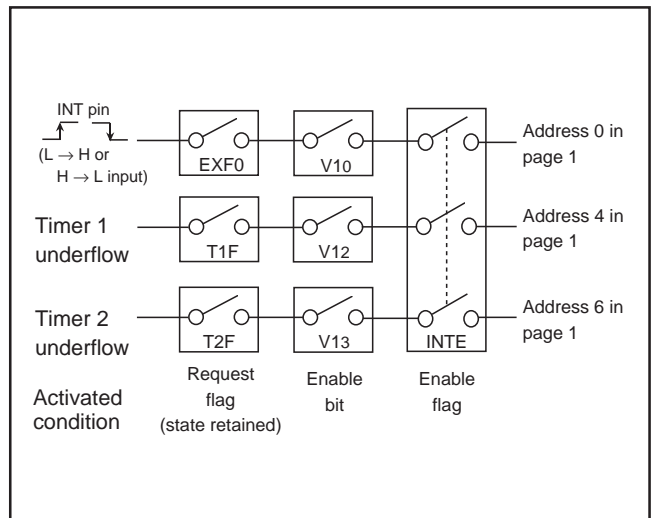 INT pin
(L → H or
H → L input)
EXF0
V10
Address 0 in
page 1
Timer 1
underflow
T1F
V12
Address 4 in
page 1
Timer 2
underflow
T2F
V13
INTE
Address 6 in
page 1
Activated
condition
Request
flag
(state retained)
Enable
bit
Enable
flag